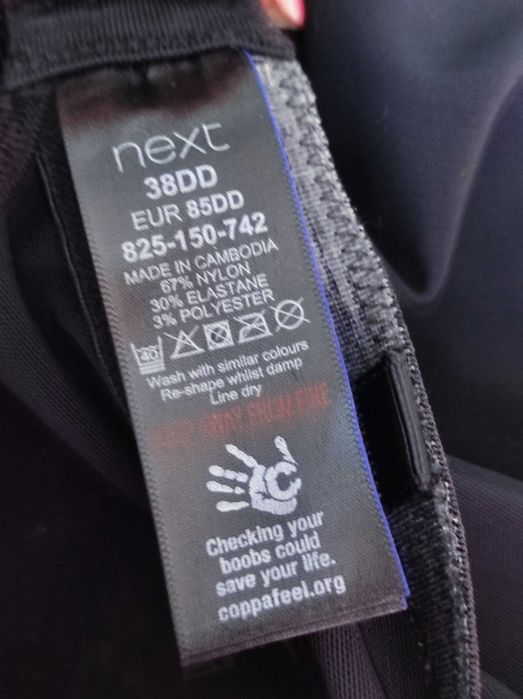 next
38DD
EUR 85DD
825-150-742
MADE IN CAMBODIA
67% NYLON
30% ELASTANE
3% POLYESTER
40
Wash with similar colours
Re-shape whilst damp
Line dry
KEEP AWAY FROM FIRE
C
Checking your
boobs could
save your life.
coppafeel.org